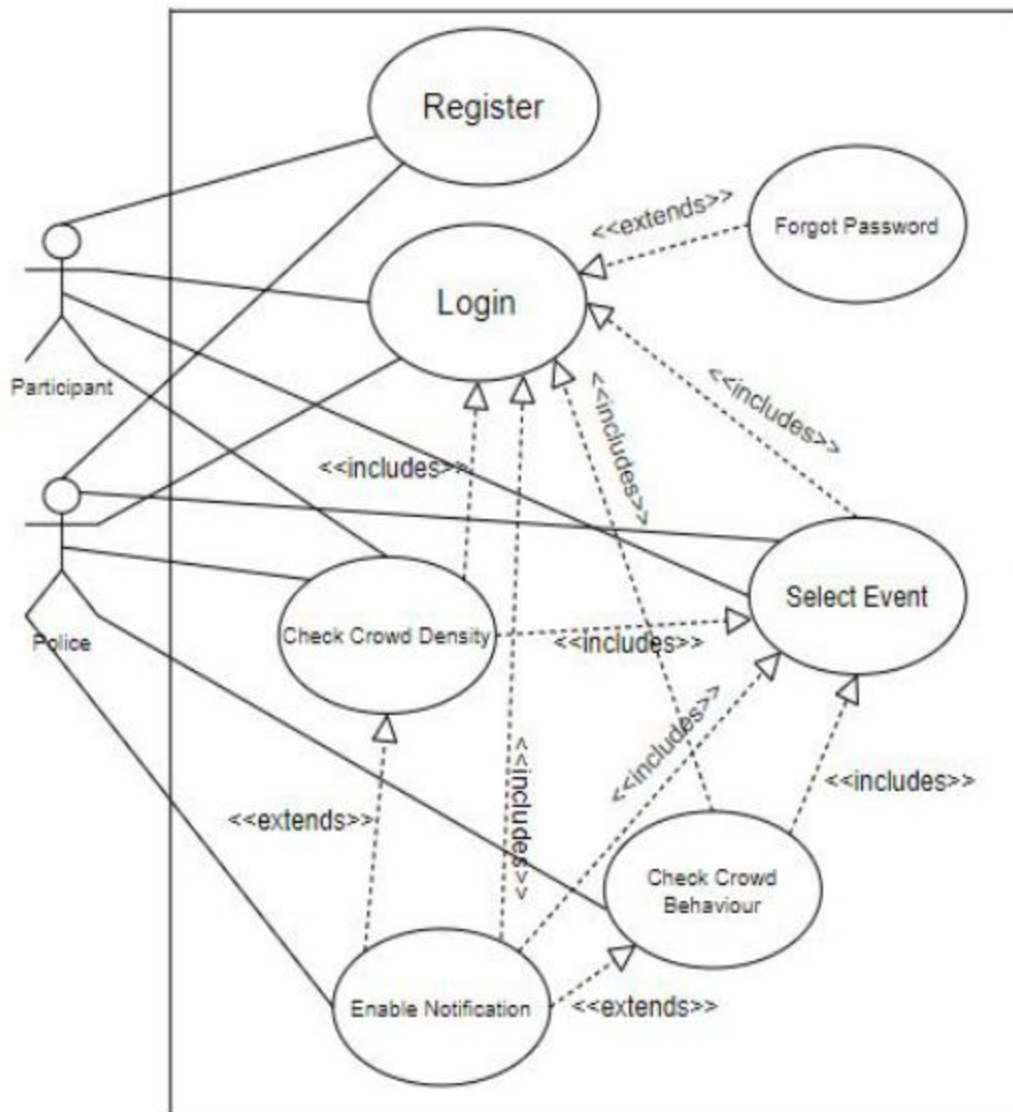 Register
<<extends>>
Forgot Password
Login
Participant
<<includes>>
<<includes>>
<<includes>>
Select Event
Police
Check Crowd Density
<<includes>>
<<includes>>
<<includes>>
<<includes>>
<<extends>>
Check Crowd
Behaviour
Enable Notification
<<extends>>